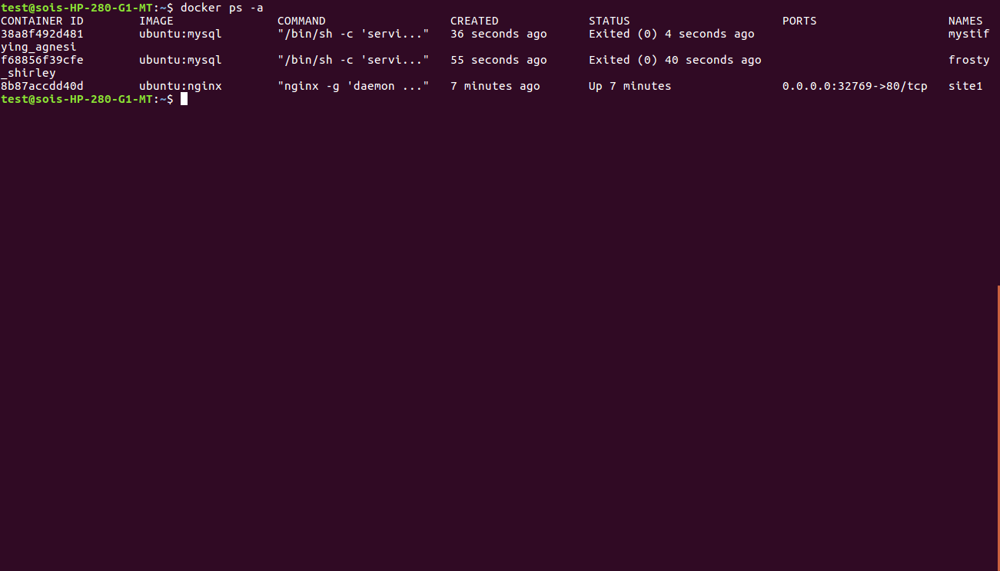 test@sois-HP-280-G1-MT:~$ docker ps -a
CONTAINER ID        IMAGE               COMMAND                  CREATED             STATUS                      PORTS                   NAMES
38a8f492d481        ubuntu:mysql        "/bin/sh -c 'servi..."   36 seconds ago      Exited (0) 4 seconds ago                            mystif
ying_agnesi
f68856f39cfe        ubuntu:mysql        "/bin/sh -c 'servi..."   55 seconds ago      Exited (0) 40 seconds ago                           frosty
_shirley
8b87accdd40d        ubuntu:nginx        "nginx -g 'daemon ..."   7 minutes ago       Up 7 minutes                0.0.0.0:32769->80/tcp   site1
test@sois-HP-280-G1-MT:~$